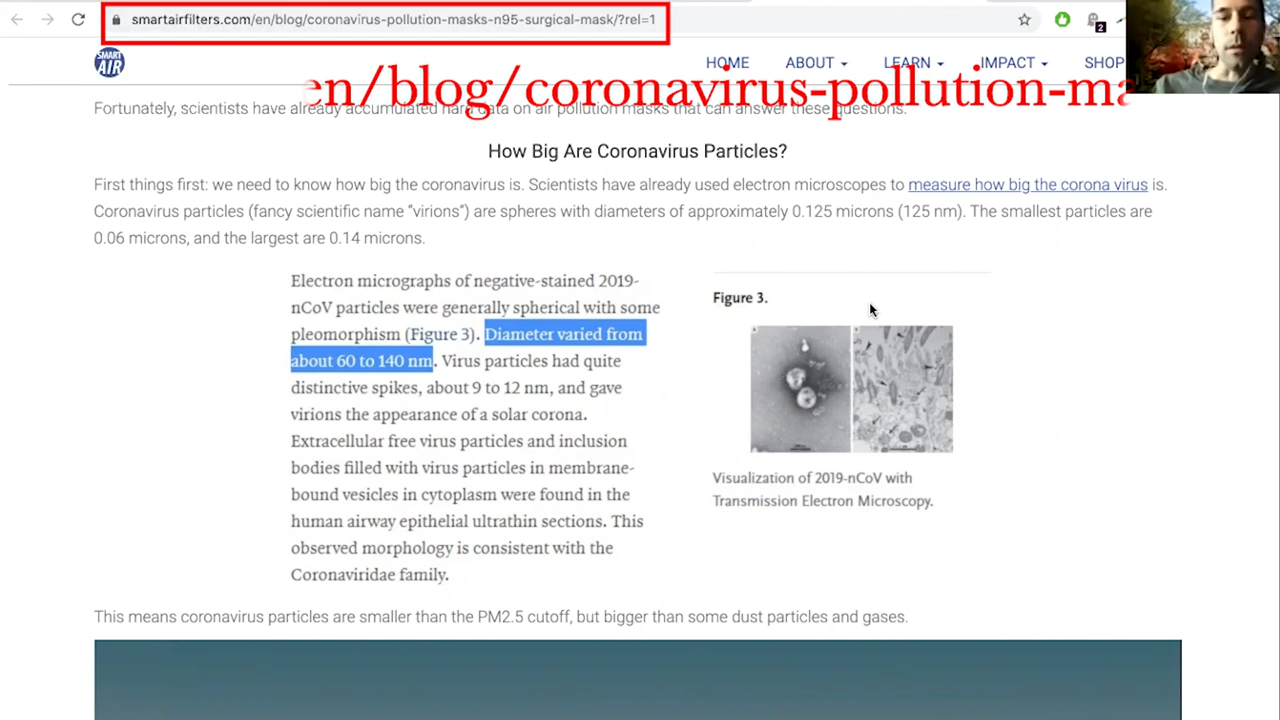 smartairfilters.com/en/blog/coronavirus-pollution-masks-n95-surgical-mask/?rel=1
2
SMART
AIR
HOME ABOUT LEARN IMPACT SHOP
en/blog/coronavirus-pollution-ma
Fortunately, scientists have already accumulated hard data on air pollution masks that can answer these questions.
How Big Are Coronavirus Particles?
First things first: we need to know how big the coronavirus is. Scientists have already used electron microscopes to measure how big the corona virus is.
Coronavirus particles (fancy scientific name “virions”) are spheres with diameters of approximately 0.125 microns (125 nm). The smallest particles are
0.06 microns, and the largest are 0.14 microns.
Electron micrographs of negative-stained 2019-
nCoV particles were generally spherical with some
pleomorphism (Figure 3). Diameter varied from
about 60 to 140 nm. Virus particles had quite
distinctive spikes, about 9 to 12 nm, and gave
virions the appearance of a solar corona.
Extracellular free virus particles and inclusion
bodies filled with virus particles in membrane-
bound vesicles in cytoplasm were found in the
human airway epithelial ultrathin sections. This
observed morphology is consistent with the
Coronaviridae family.
Figure 3.
Visualization of 2019-nCoV with
Transmission Electron Microscopy.
This means coronavirus particles are smaller than the PM2.5 cutoff, but bigger than some dust particles and gases.